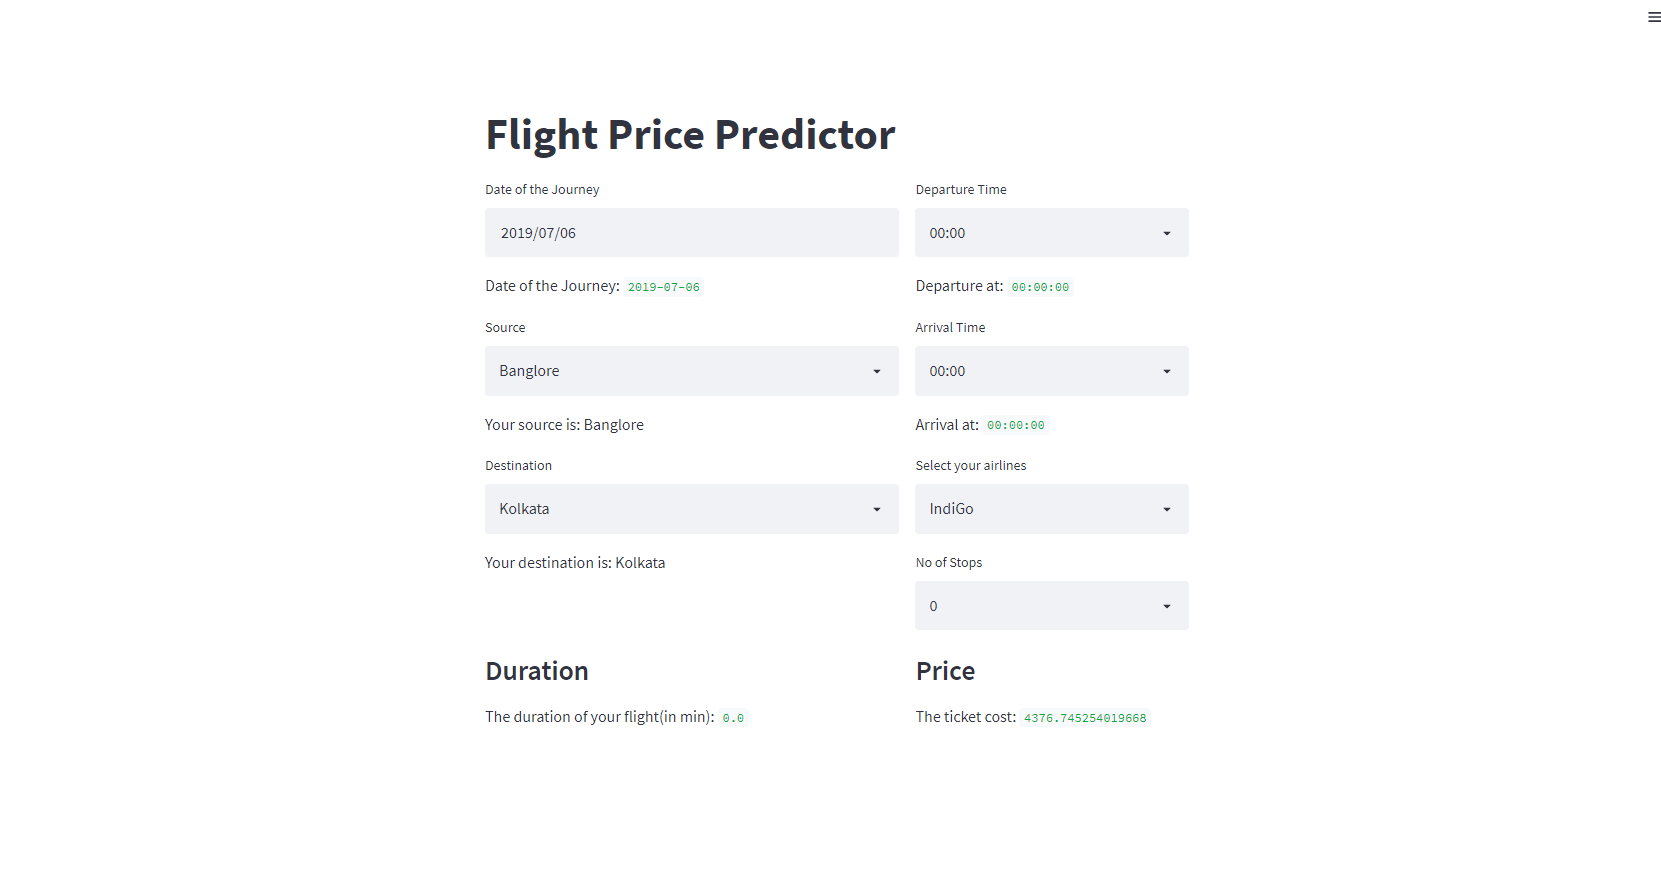 Flight Price Predictor
Date of the Journey
2019/07/06
Date of the Journey: 2019-07-06
Source
Banglore
Your source is: Banglore
Destination
Kolkata
Your destination is: Kolkata
Departure Time
00:00
Departure at: 00:00:00
Arrival Time
00:00
Arrival at: 00:00:00
Select your airlines
IndiGo
No of Stops
0
Duration
The duration of your flight(in min): 0.0
Price
The ticket cost: 4376.745254019668